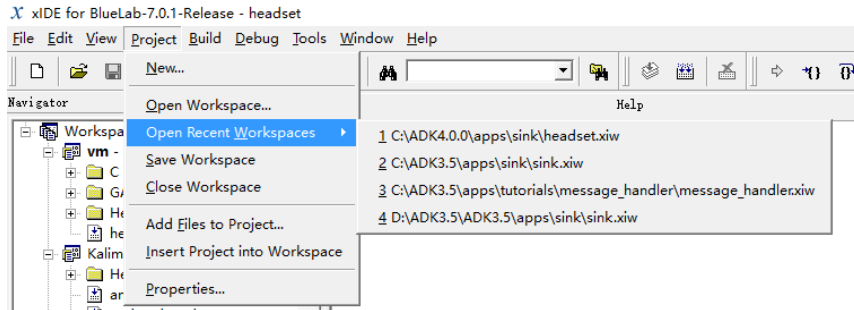 xIDE for BlueLab-7.0.1-Release - headset
File Edit View Project Build Debug Tools Window Help
New...
Navigator
Help
Open Workspace...
Workspa
Open Recent Workspaces
1 C:\ADK4.0.0\apps\sink\headset.xiw
vm -
Save Workspace
2 C:\ADK3.5\apps\sink\sink.xiw
C
Close Workspace
3 C:\ADK3.5\apps\tutorials\message_handler\message_handler.xiw
GA
4 D:\ADK3.5\ADK3.5\apps\sink\sink.xiw
He
Add Files to Project...
he
Insert Project into Workspace
Kalim
He
Properties...
ar